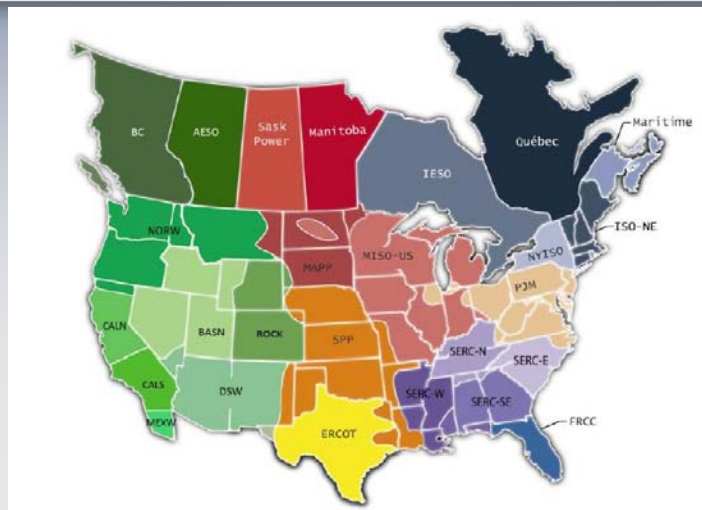 Maritime
BC
AESO
Sask
Power
Manitoba
Québec
IESO
ISO-NE
NORW
NYISO
MISO-US
MAPP
PJM
CALN
BASN
ROCK
SPP
SERC-N
SERC-E
CALS
DSW
SERC-W
SERC-SE
MEXW
ERCOT
FRCC